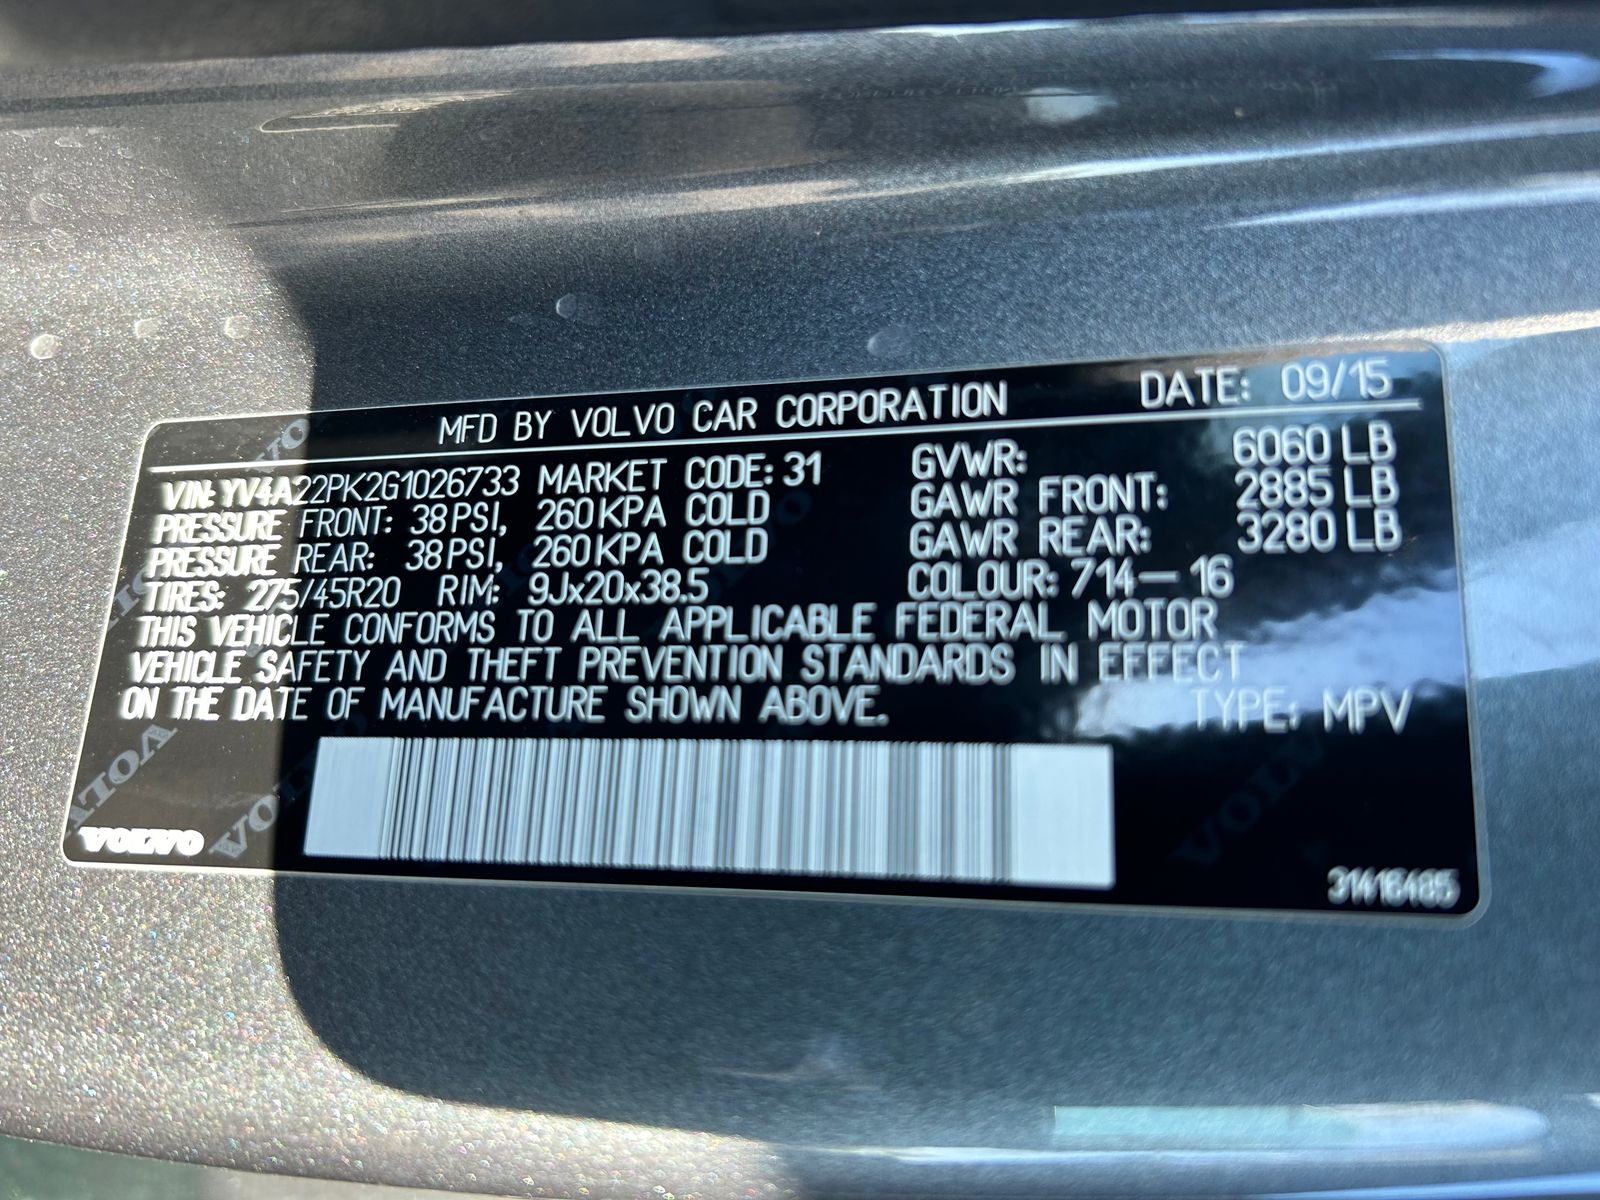 MFD BY VOLVO CAR CORPORATION DATE: 09/15
VIN: YV4A22PK2G1026733 MARKET CODE: 31 GVWR: 6060 LB
PRESSURE FRONT: 38 PSI, 260 KPA COLD GAWR FRONT: 2885 LB
PRESSURE REAR: 38 PSI, 260 KPA COLD GAWR REAR: 3280 LB
TIRES: 275/45R20 RIM: 9Jx20x38.5 COLOUR: 714-16
THIS VEHICLE CONFORMS TO ALL APPLICABLE FEDERAL MOTOR
VEHICLE SAFETY AND THEFT PREVENTION STANDARDS IN EFFECT
ON THE DATE OF MANUFACTURE SHOWN ABOVE. TYPE: MPV
VOLVO
31416485